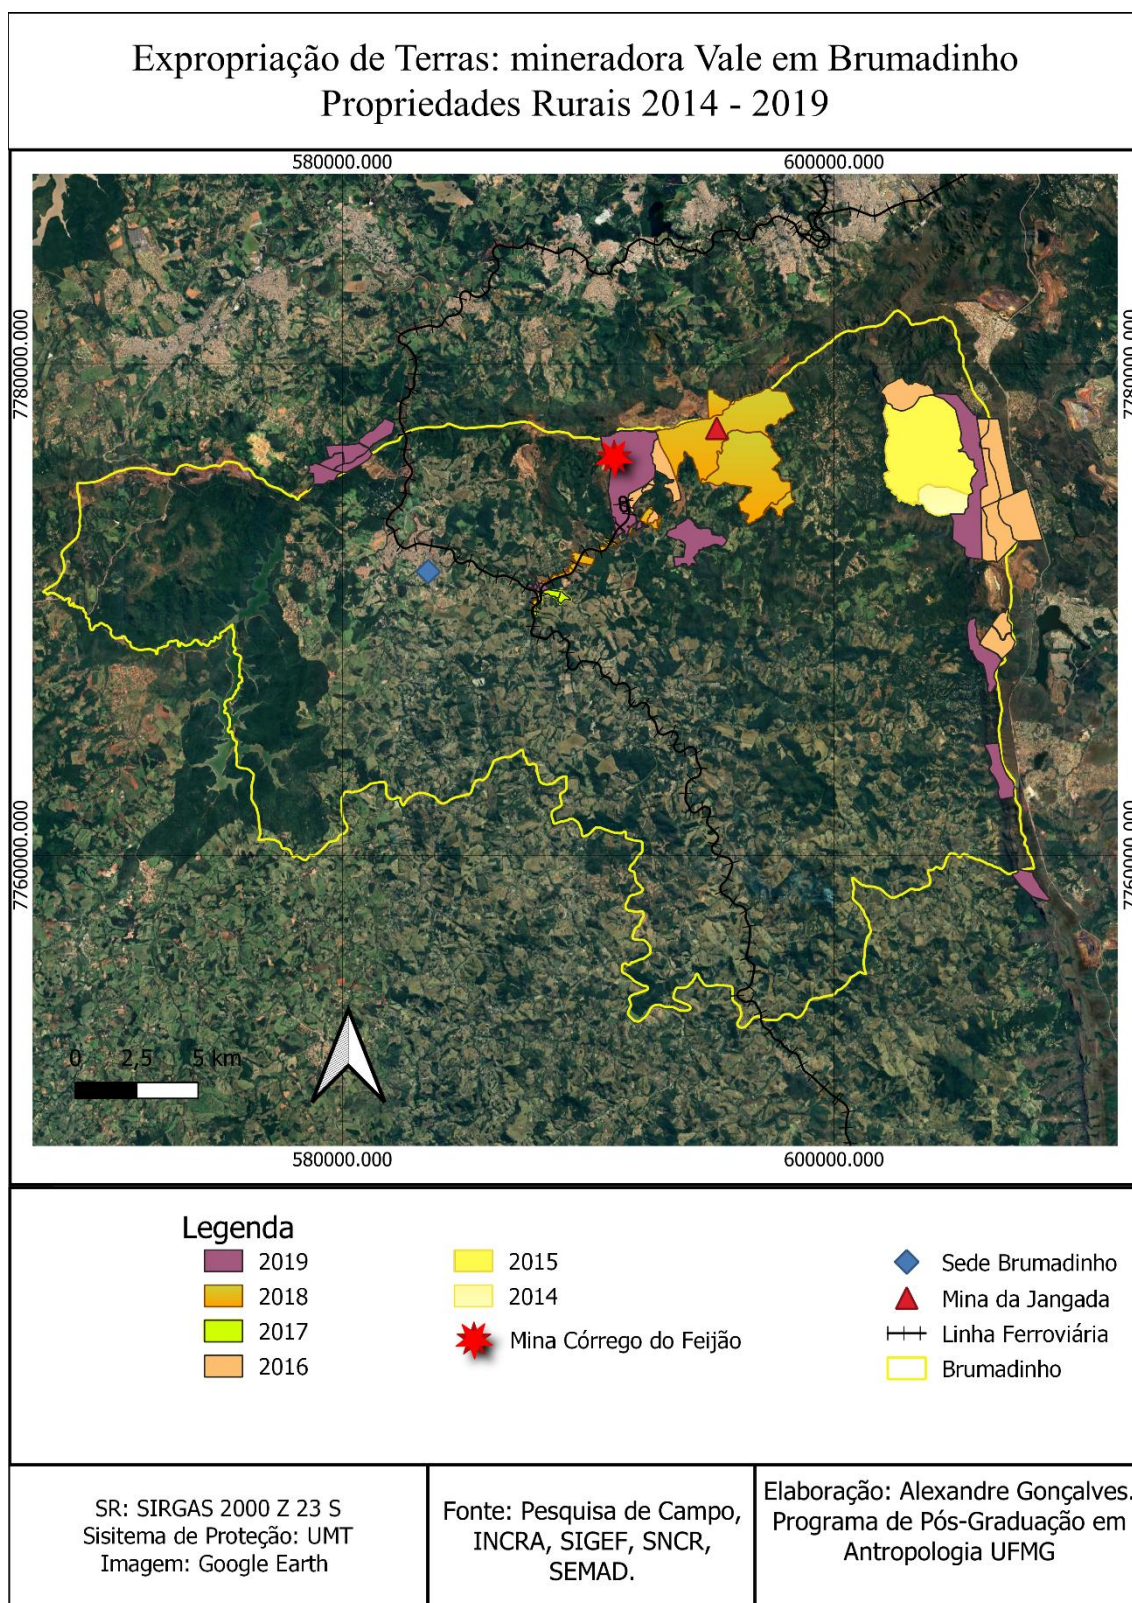 Expropriação de Terras: mineradora Vale em Brumadinho
Propriedades Rurais 2014 - 2019
580000.000
600000.000
7780000.000
7780000.000
7760000.000
7760000.000
0 2,5 5 km
580000.000
600000.000
Legenda
2019
2018
2017
2016
2015
2014
Mina Córrego do Feijão
Sede Brumadinho
Mina da Jangada
Linha Ferroviária
Brumadinho
SR: SIRGAS 2000 Z 23 S
Sisitema de Proteção: UMT
Imagem: Google Earth
Fonte: Pesquisa de Campo,
INCRA, SIGEF, SNCR,
SEMAD.
Elaboração: Alexandre Gonçalves.
Programa de Pós-Graduação em
Antropologia UFMG